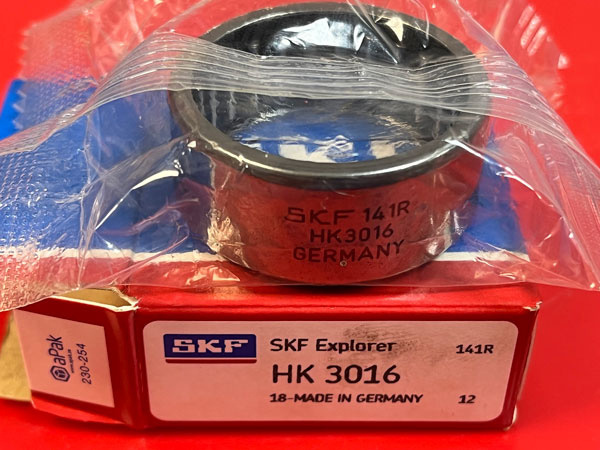 SKF 141R
HK3016
GERMANY
aPak
230-254
SKF
SKF Explorer 141R
HK 3016
18-MADE IN GERMANY 12